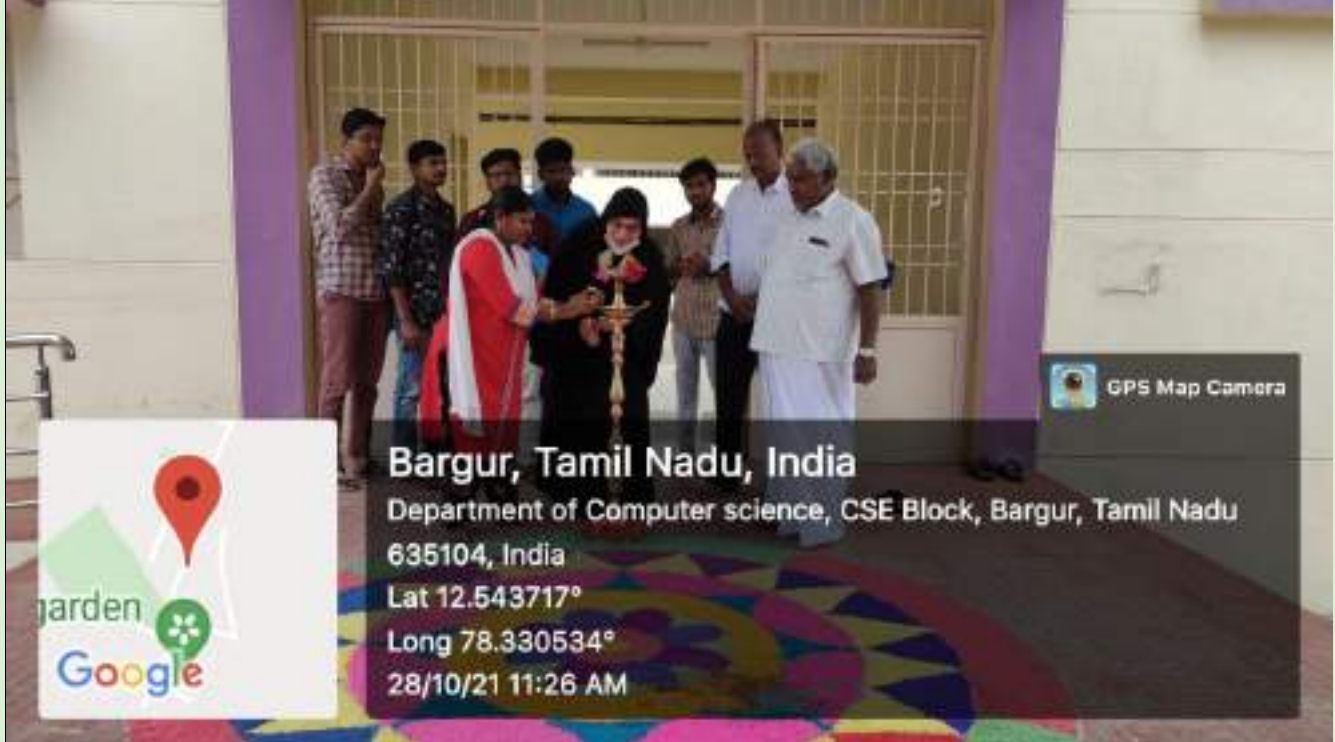 GPS Map Camera
Bargur, Tamil Nadu, India
Department of Computer science, CSE Block, Bargur, Tamil Nadu
635104, India
Lat 12.543717°
Long 78.330534°
28/10/21 11:26 AM
garden
Google